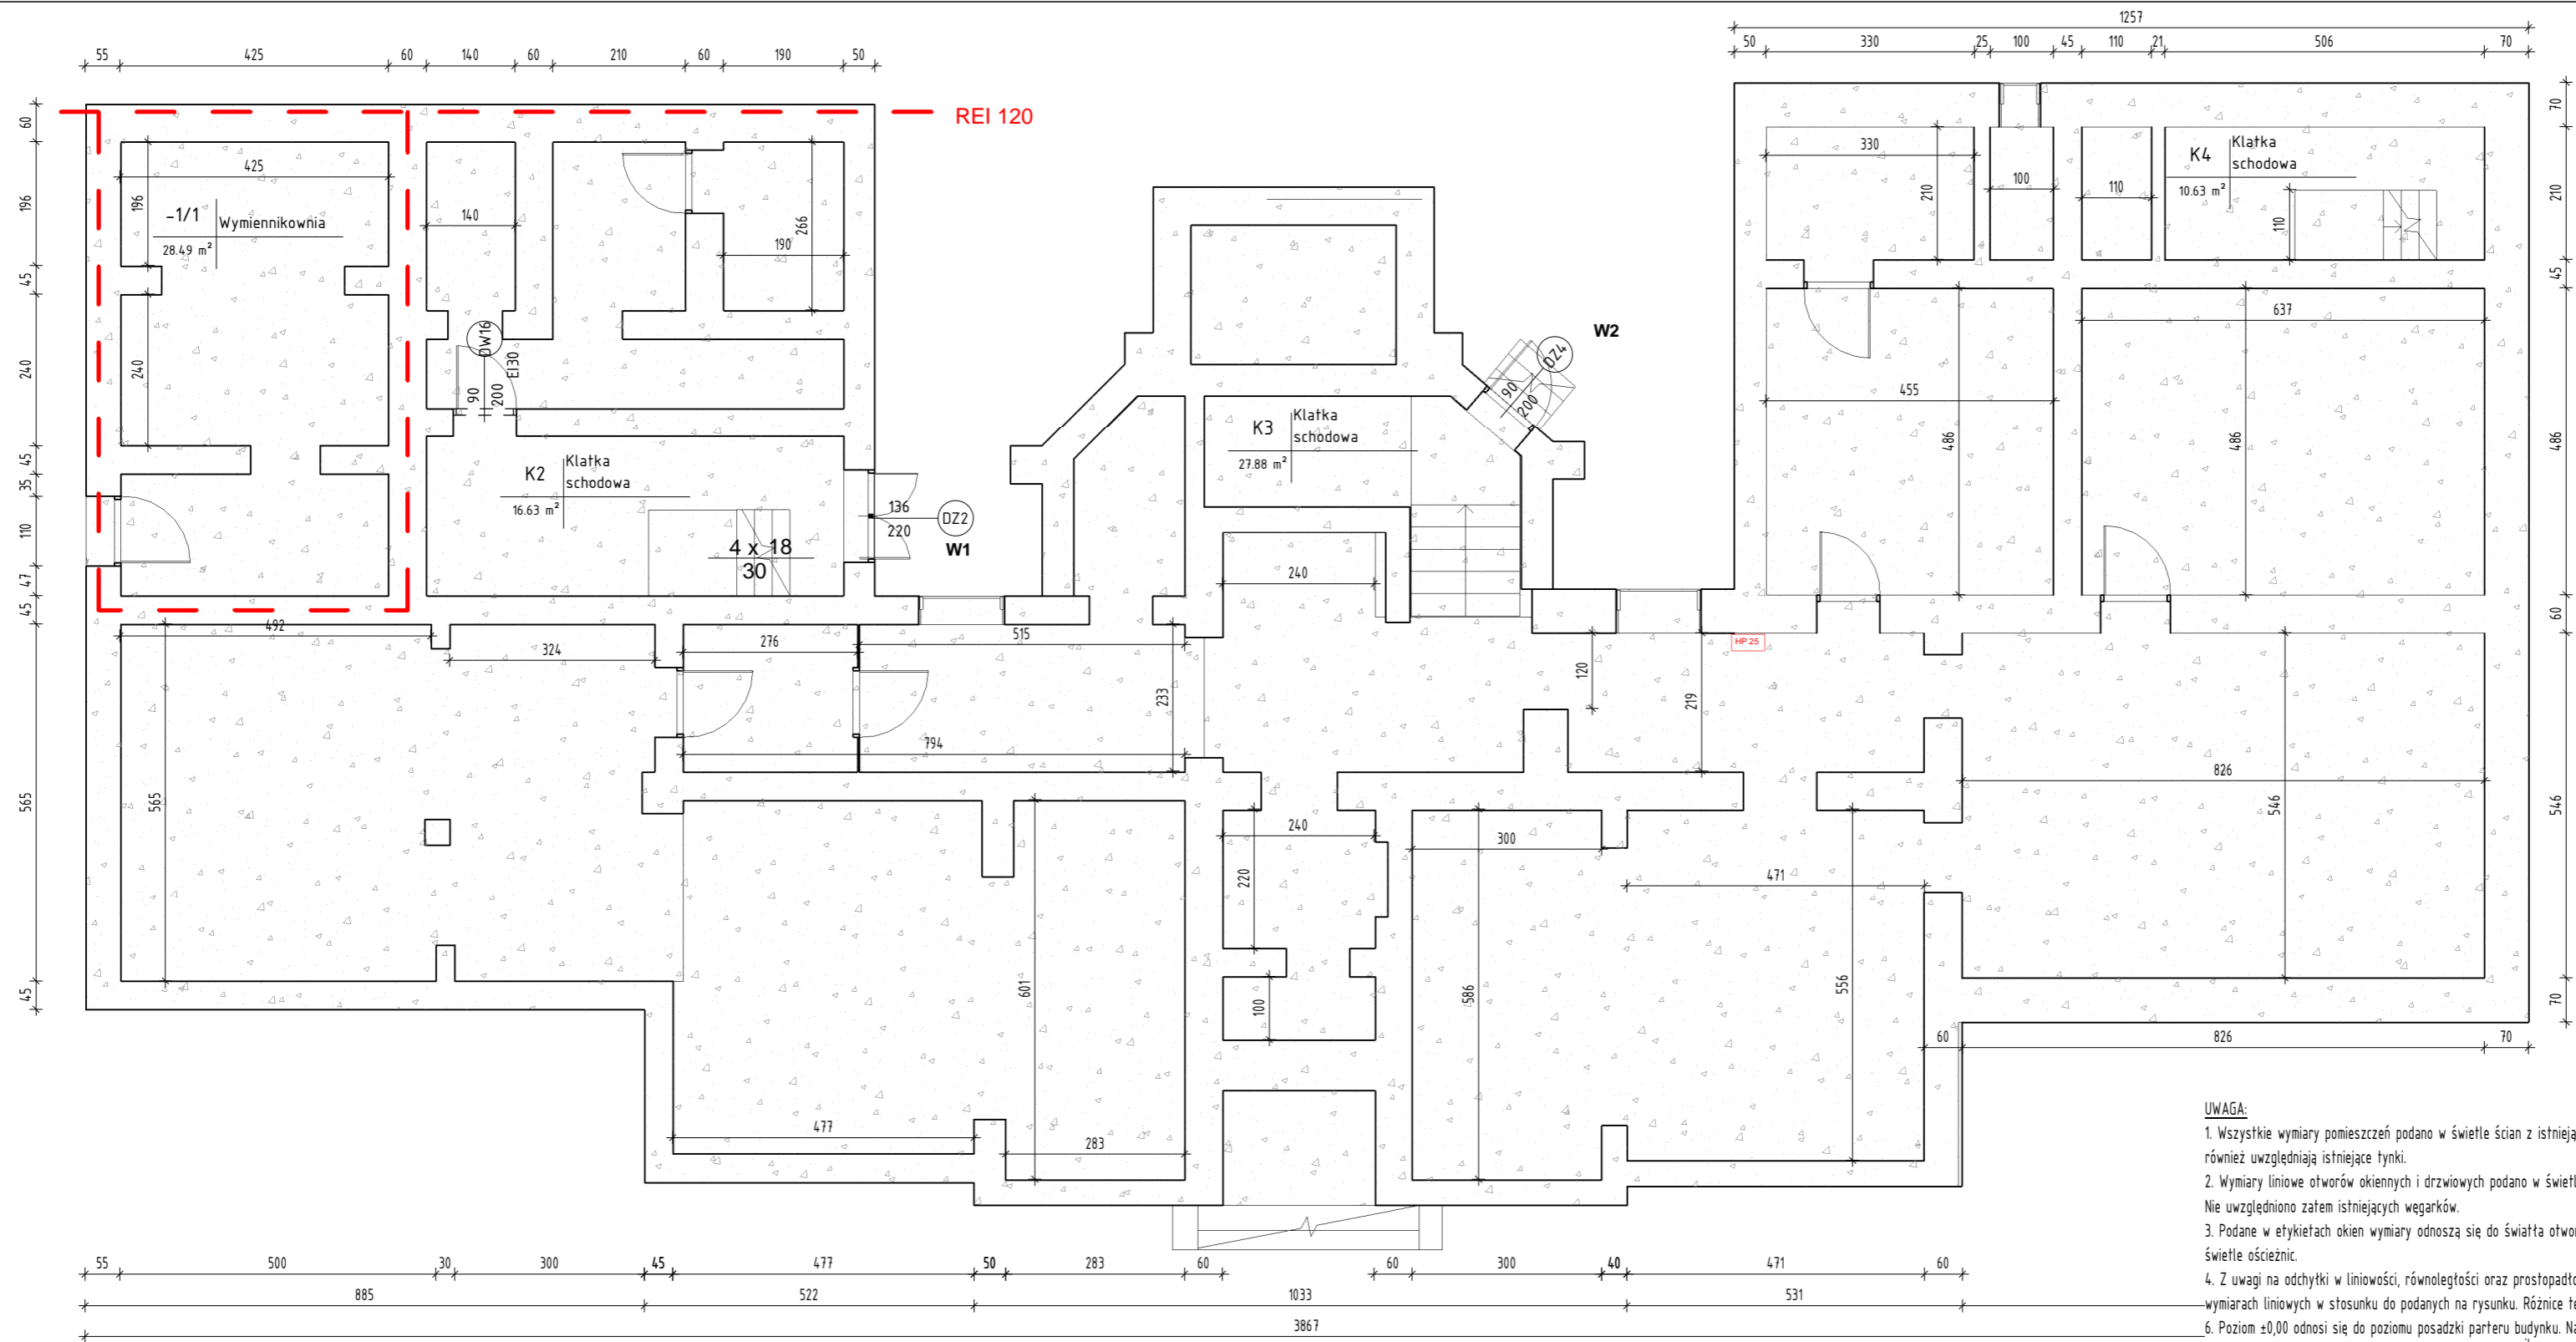 1257
55 425 60 140 60 210 60 190 50
50 330 25 100 45 110 21 506 70
REI 120
60
196
45
240
45
35
110
47
45
565
45
425
196
-1/1 Wymiennikownia
28.49 m²
240
140
266
190
DW16
EI30
90
200
K2 Klatka
schodowa
16.63 m²
136
220
DZ2
W1
4 x 18
30
K3 Klatka
schodowa
27.88 m²
W2
DZ4
90
200
330
210
100
110
K4 Klatka
schodowa
10.63 m²
110
455
486
637
486
70
210
45
486
60
546
70
492
324
276
515
240
233
794
120
219
HP 25
565
826
546
240
220
300
471
601
100
586
556
477
283
60 826 70
UWAGA:
1. Wszystkie wymiary pomieszczeń podano w świetle ścian z
również uwzględniają istniejące tynki.
2. Wymiary liniowe otworów okiennych i drzwiowych podano w
Nie uwzględniono zatem istniejących węgarków.
3. Podane w etykietach okien wymiary odnoszą się do światła
świetle ościeżnic.
4. Z uwagi na odchyłki w liniowości, równoległości oraz
wymiarach liniowych w stosunku do podanych na rysunku. Różnice
6. Poziom ±0,00 odnosi się do poziomu posadzki parteru budynku.
55 500 30 300 45 477 50 283 60 60 300 40 471 60
885 522 1033 531
3867